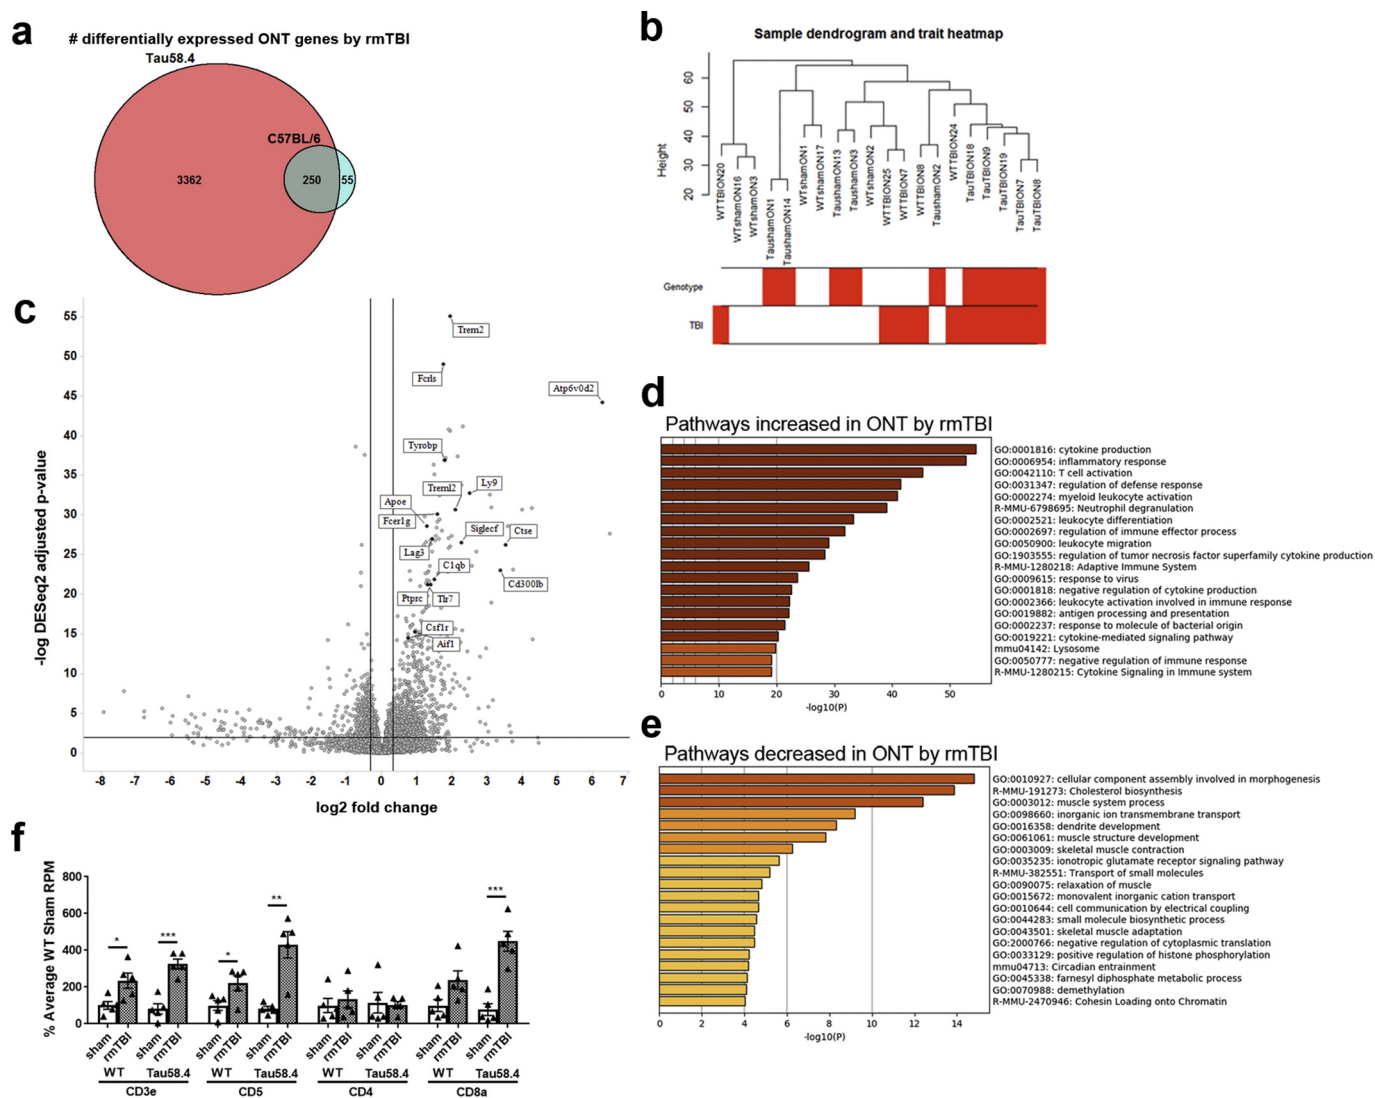 a
# differentially expressed ONT genes by rmTBI
Tau58.4
C57BL/6
3362
250
55
b
Sample dendrogram and trait heatmap
Height
60
50
40
30
20
WTTBION20
WTshamON16
WTshamON3
TaushamON1
TaushamON14
WTshamON1
WTshamON17
TaushamON13
TaushamON3
WTshamON2
WTTBION25
WTTBION7
WTTBION8
TaushamON2
WTTBION24
TauTBION18
TauTBION9
TauTBION19
TauTBION7
TauTBION8
Genotype
TBI
c
-log DESeq2 adjusted p-value
55
50
45
40
35
30
25
20
15
10
5
0
Trem2
Fcrls
Atp6v0d2
Tyrobp
Ly9
Treml2
Apoe
Fcer1g
Siglecf
Ctse
Lag3
C1qb
Cd300lb
Ptprc
Tlr7
Csf1r
Aif1
-8 -7 -6 -5 -4 -3 -2 -1 0 1 2 3 4 5 6 7
log2 fold change
d
Pathways increased in ONT by rmTBI
GO:0001816: cytokine production
GO:0006954: inflammatory response
GO:0042110: T cell activation
GO:0031347: regulation of defense response
GO:0002274: myeloid leukocyte activation
R-MMU-6798695: Neutrophil degranulation
GO:0002521: leukocyte differentiation
GO:0002697: regulation of immune effector process
GO:0050900: leukocyte migration
GO:1903555: regulation of tumor necrosis factor superfamily cytokine production
R-MMU-1280218: Adaptive Immune System
GO:0009615: response to virus
GO:0001818: negative regulation of cytokine production
GO:0002366: leukocyte activation involved in immune response
GO:0019882: antigen processing and presentation
GO:0002237: response to molecule of bacterial origin
GO:0019221: cytokine-mediated signaling pathway
mmu04142: Lysosome
GO:0050777: negative regulation of immune response
R-MMU-1280215: Cytokine Signaling in Immune system
0 10 20 30 40 50
-log10(P)
e
Pathways decreased in ONT by rmTBI
GO:0010927: cellular component assembly involved in morphogenesis
R-MMU-191273: Cholesterol biosynthesis
GO:0003012: muscle system process
GO:0098660: inorganic ion transmembrane transport
GO:0016358: dendrite development
GO:0061061: muscle structure development
GO:0003009: skeletal muscle contraction
GO:0035235: ionotropic glutamate receptor signaling pathway
R-MMU-382551: Transport of small molecules
GO:0090075: relaxation of muscle
GO:0015672: monovalent inorganic cation transport
GO:0010644: cell communication by electrical coupling
GO:0044283: small molecule biosynthetic process
GO:0043501: skeletal muscle adaptation
GO:2000766: negative regulation of cytoplasmic translation
GO:0033129: positive regulation of histone phosphorylation
mmu04713: Circadian entrainment
GO:0045338: farnesyl diphosphate metabolic process
GO:0070988: demethylation
R-MMU-2470946: Cohesin Loading onto Chromatin
0 2 4 6 8 10 12 14
-log10(P)
f
% Average WT Sham RPM
800
600
400
200
0
* *** * ** ***
sham rmTBI sham rmTBI sham rmTBI sham rmTBI sham rmTBI sham rmTBI sham rmTBI sham rmTBI
WT Tau58.4 WT Tau58.4 WT Tau58.4 WT Tau58.4
CD3e CD5 CD4 CD8a